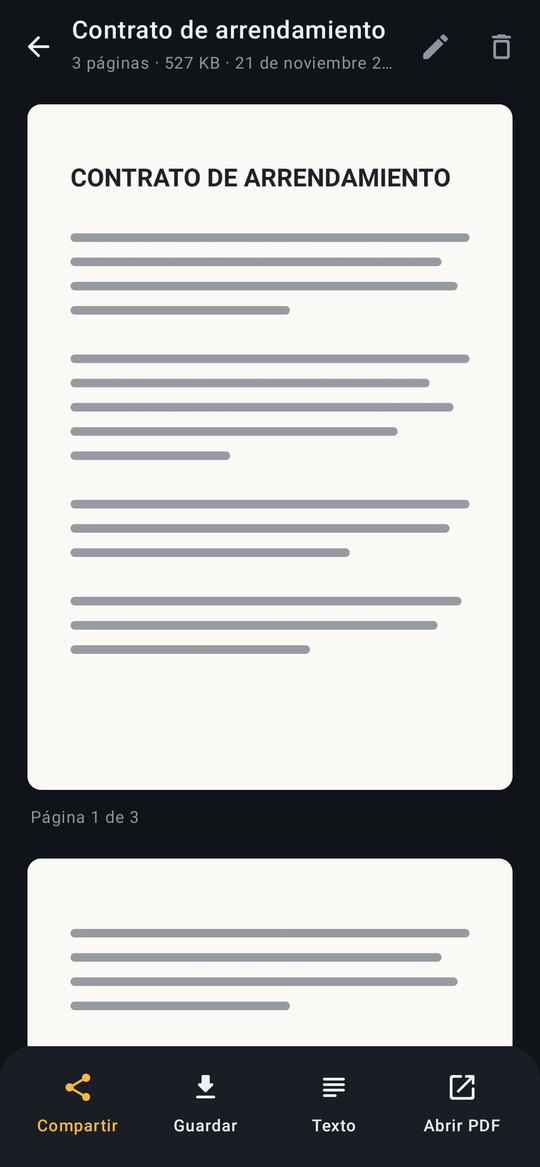 Contrato de arrendamiento
3 páginas · 527 KB · 21 de noviembre 2...
CONTRATO DE ARRENDAMIENTO
Página 1 de 3
Compartir
Guardar
Texto
Abrir PDF